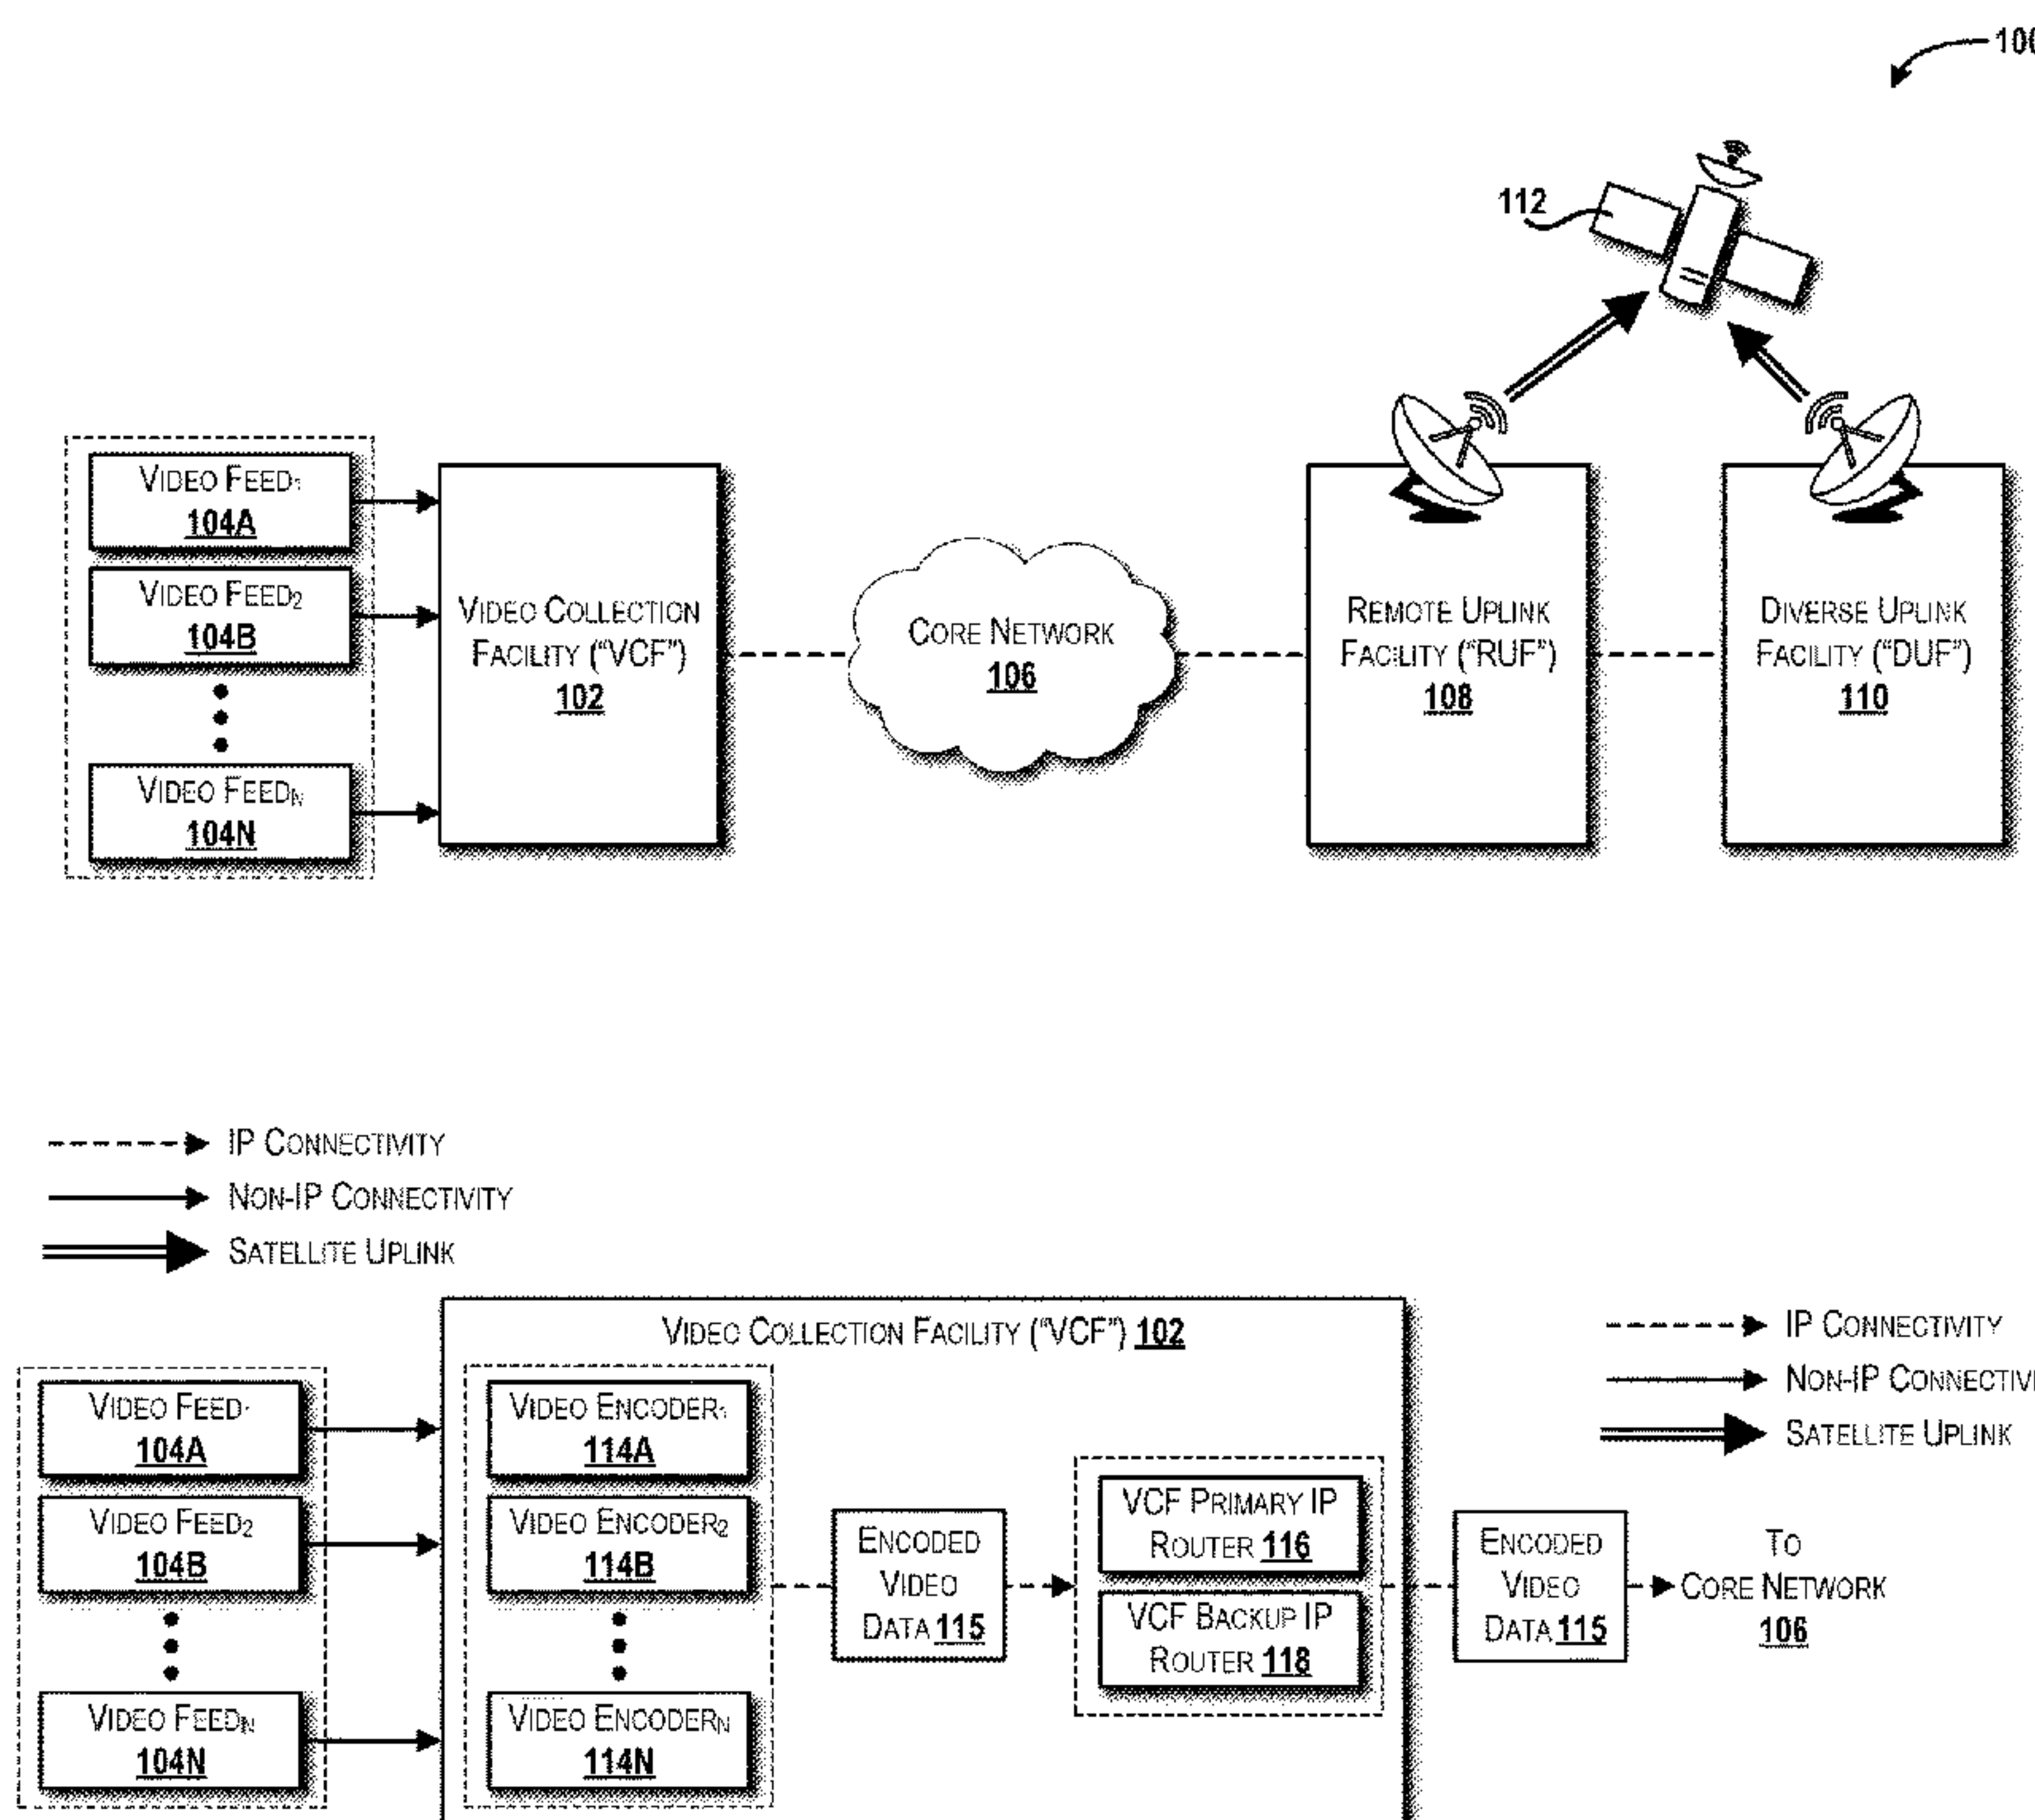 100
112
VIDEO FEED1
104A
VIDEO FEED2
104B
VIDEO FEEDN
104N
VIDEO COLLECTION
FACILITY ("VCF")
102
CORE NETWORK
106
REMOTE UPLINK
FACILITY ("RUF")
108
DIVERSE UPLINK
FACILITY ("DUF")
110
IP CONNECTIVITY
NON-IP CONNECTIVITY
SATELLITE UPLINK
VIDEO COLLECTION FACILITY ("VCF") 102
IP CONNECTIVITY
NON-IP
SATELLITE UPLINK
VIDEO FEED1
104A
VIDEO FEED2
104B
VIDEO FEEDN
104N
VIDEO ENCODER1
114A
VIDEO ENCODER2
114B
VIDEO ENCODERN
114N
ENCODED
VIDEO
DATA 115
VCF PRIMARY IP
ROUTER 116
VCF BACKUP IP
ROUTER 118
ENCODED
VIDEO
DATA 115
TO
CORE NETWORK
106